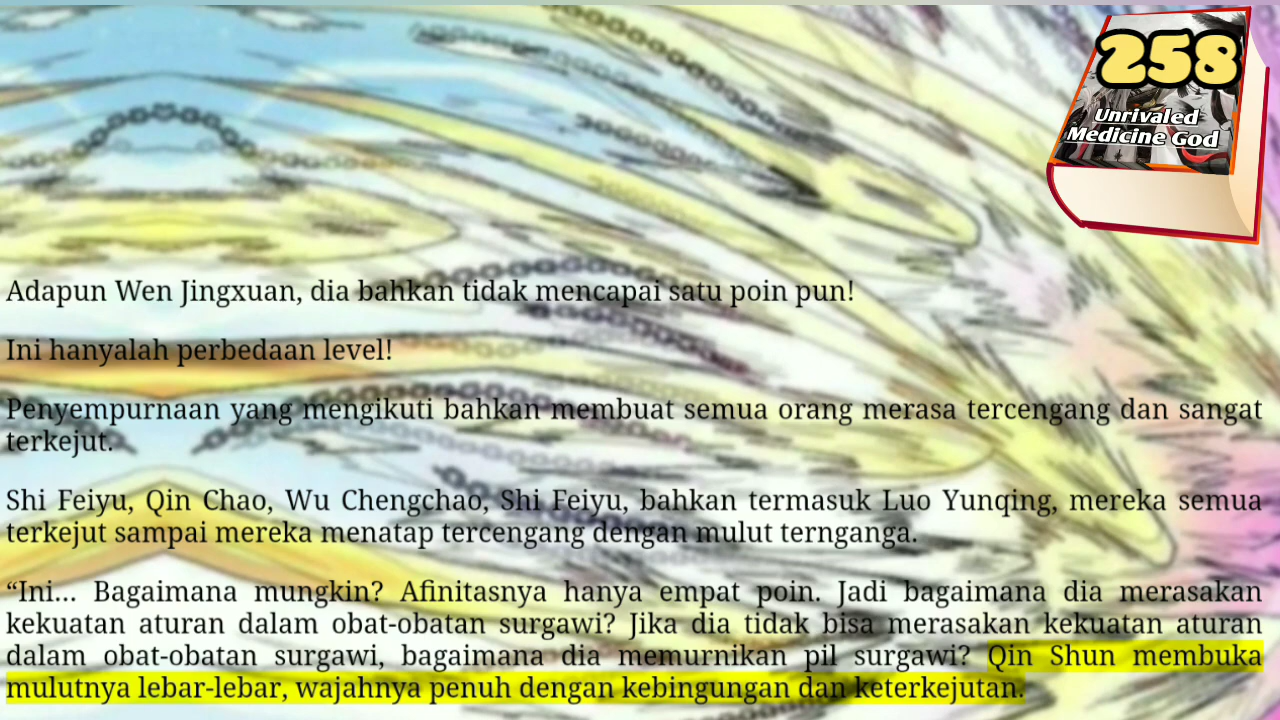 258
Unrivaled
Medicine God
Adapun Wen Jingxuan, dia bahkan tidak mencapai satu poin pun!
Ini hanyalah perbedaan level!
Penyempurnaan yang mengikuti bahkan membuat semua orang merasa tercengang dan sangat
terkejut.
Shi Feiyu, Qin Chao, Wu Chengchao, Shi Feiyu, bahkan termasuk Luo Yunqing, mereka semua
terkejut sampai mereka menatap tercengang dengan mulut ternganga.
“Ini... Bagaimana mungkin? Afinitasnya hanya empat poin. Jadi bagaimana dia merasakan
kekuatan aturan dalam obat-obatan surgawi? Jika dia tidak bisa merasakan kekuatan aturan
dalam obat-obatan surgawi, bagaimana dia memurnikan pil surgawi? Qin Shun membuka
mulutnya lebar-lebar, wajahnya penuh dengan kebingungan dan keterkejutan.